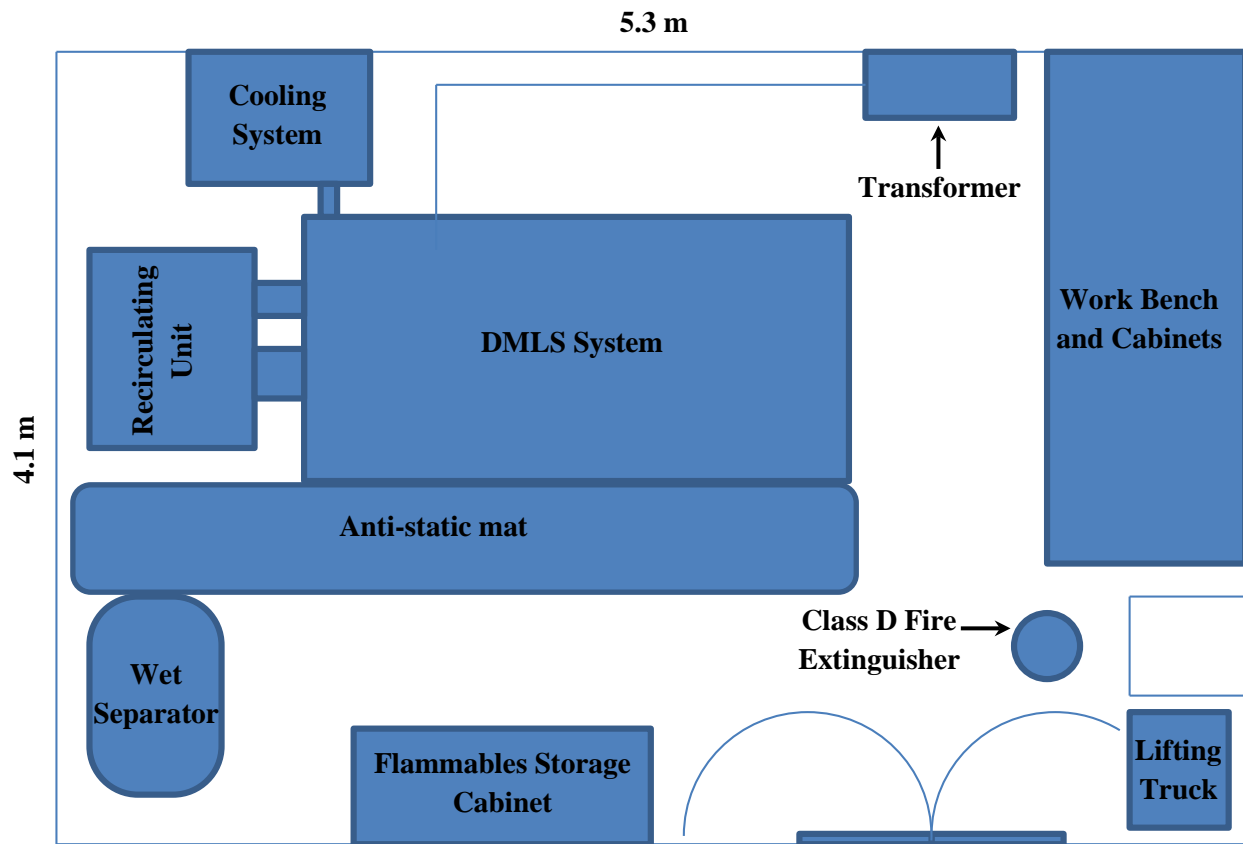 5.3 m
Cooling
System
Transformer
Recirculating
Unit
DMLS System
Work Bench
and Cabinets
4.1 m
Anti-static mat
Class D Fire
Extinguisher
Wet
Separator
Flammables Storage
Cabinet
Lifting
Truck